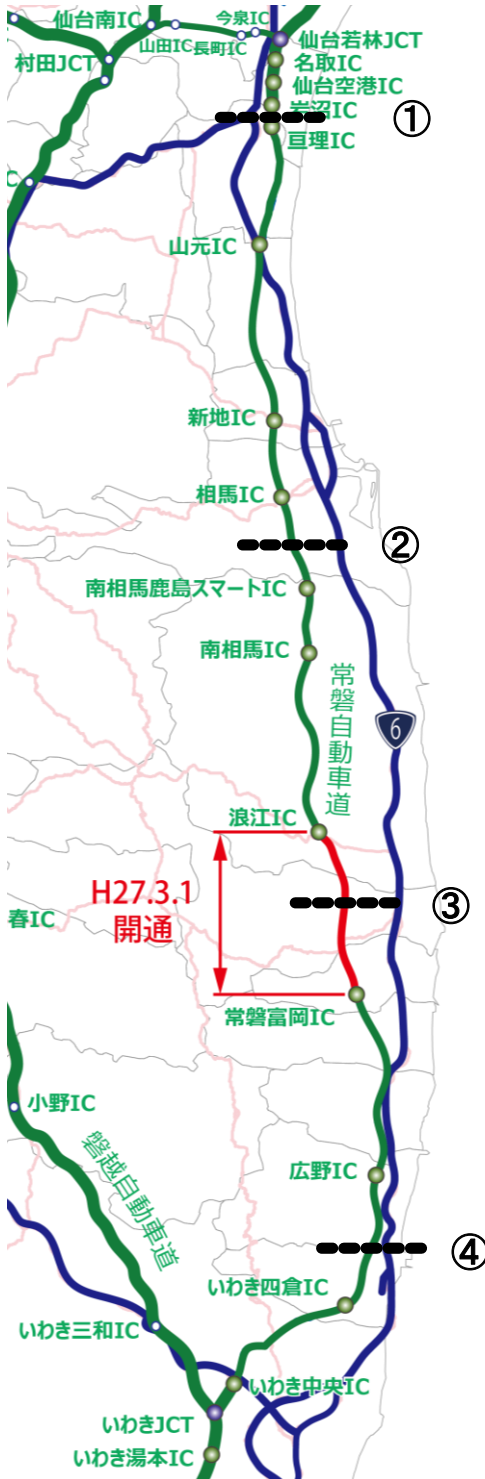 今泉IC
仙台南IC
山田IC
長町IC
仙台若林JCT
村田JCT
名取IC
仙台空港IC
岩沼IC
①
亘理IC
C
山元IC
新地IC
相馬IC
②
南相馬鹿島スマートIC
南相馬IC
常磐自動車道
6
浪江IC
H27.3.1
開通
③
春IC
常磐富岡IC
小野IC
磐越自動車道
広野IC
④
いわき四倉IC
いわき三和IC
いわき中央IC
いわきJCT
いわき湯本IC